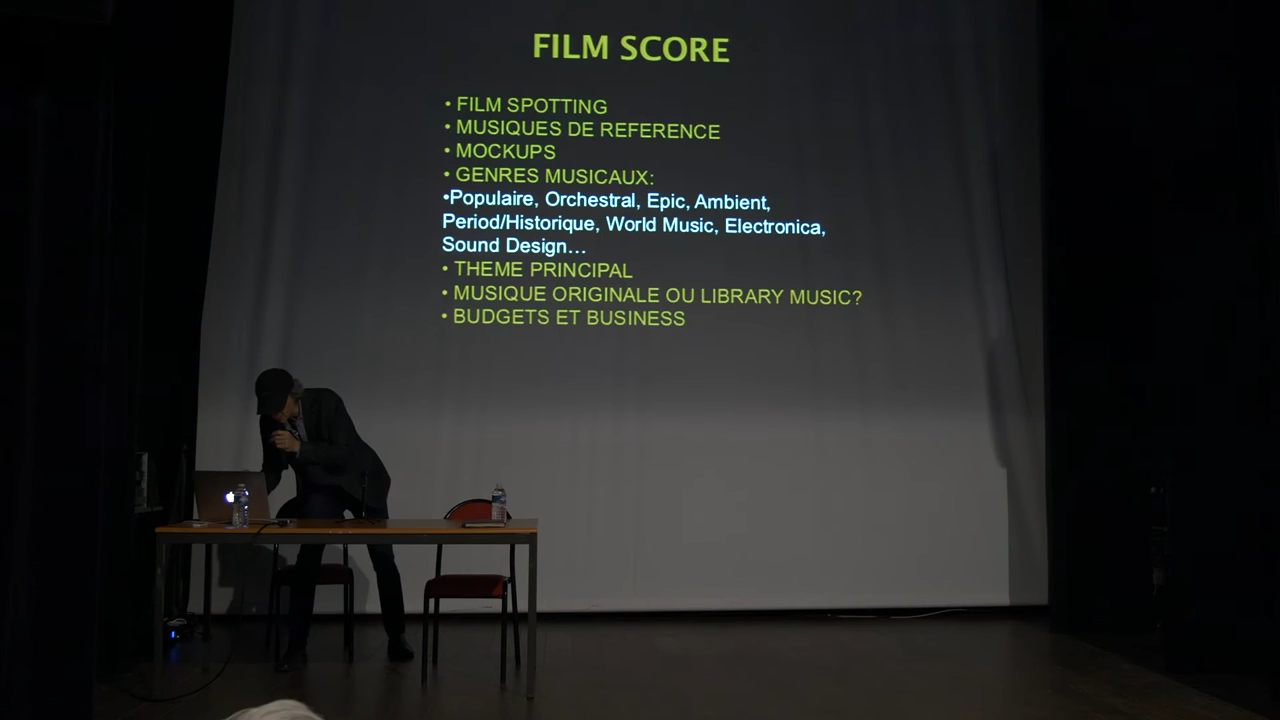 FILM SCORE
• FILM SPOTTING
• MUSIQUES DE REFERENCE
• MOCKUPS
• GENRES MUSICAUX:
•Populaire, Orchestral, Epic, Ambient,
Period/Historique, World Music, Electronica,
Sound Design…
• THEME PRINCIPAL
• MUSIQUE ORIGINALE OU LIBRARY MUSIC?
• BUDGETS ET BUSINESS